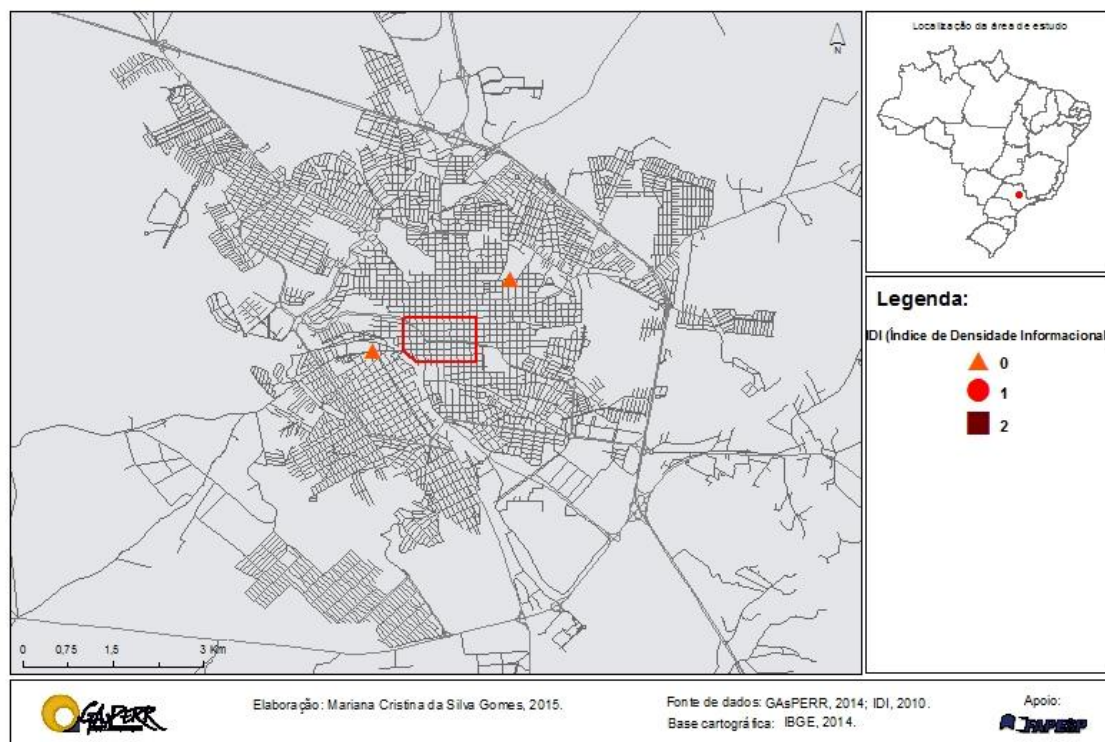 Localização da área de estudo
N
Legenda:
IDI (Índice de Densidade Informacional
0
1
2
0 0,75 1,5 3 Km
GAsPERR
Elaboração: Mariana Cristina da Silva Gomes, 2015.
Fonte de dados: GAsPERR, 2014; IDI, 2010.
Base cartográfica: IBGE, 2014.
Apoio:
FAPESP